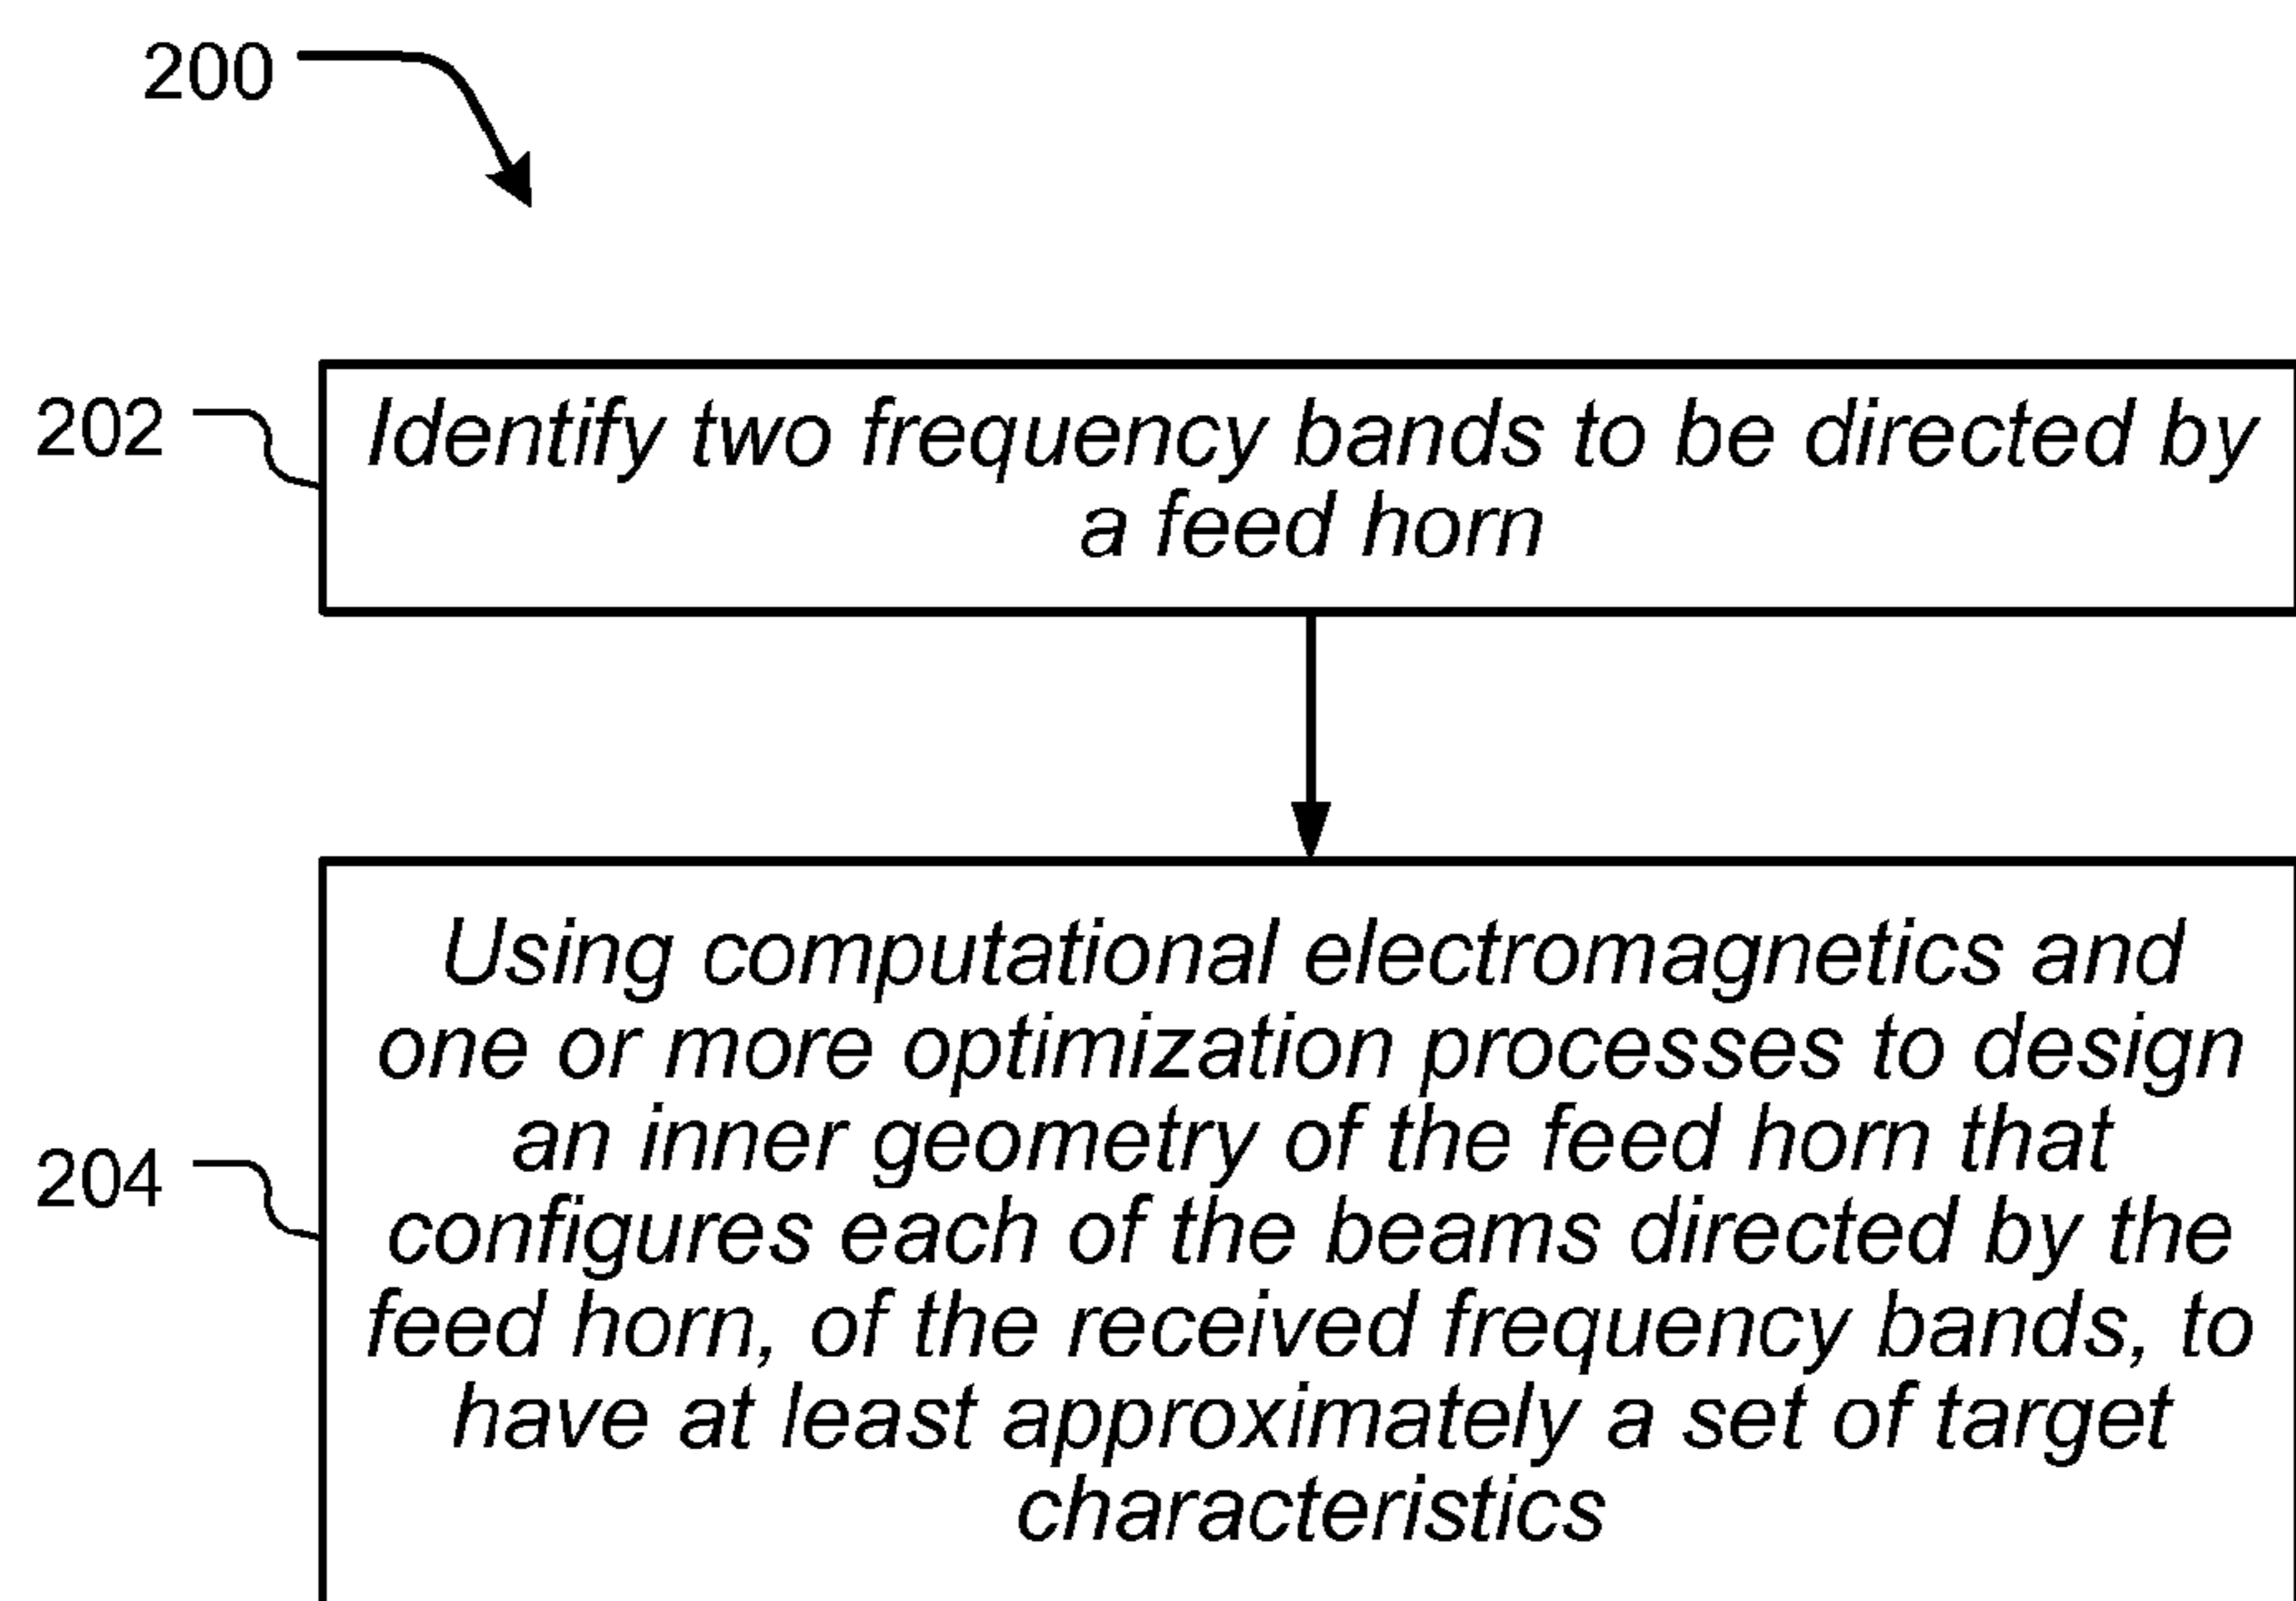 200
202
Identify two frequency bands to be directed by
a feed horn
204
Using computational electromagnetics and
one or more optimization processes to design
an inner geometry of the feed horn that
configures each of the beams directed by the
feed horn, of the received frequency bands, to
have at least approximately a set of target
characteristics